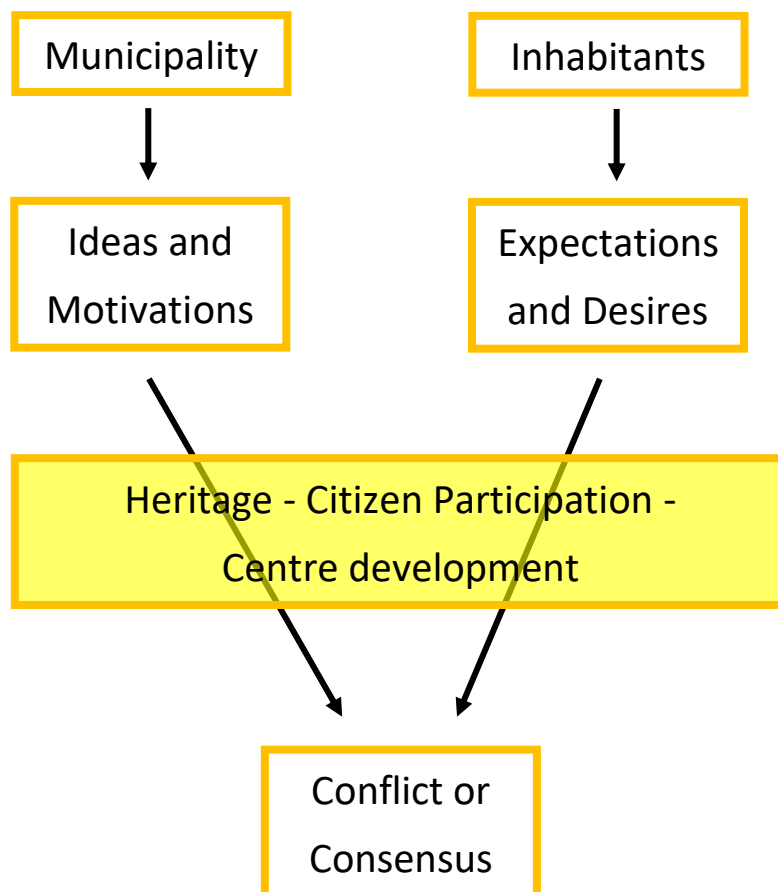 Municipality
Inhabitants
Ideas and
Motivations
Expectations
and Desires
Heritage - Citizen Participation -
Centre development
Conflict or
Consensus